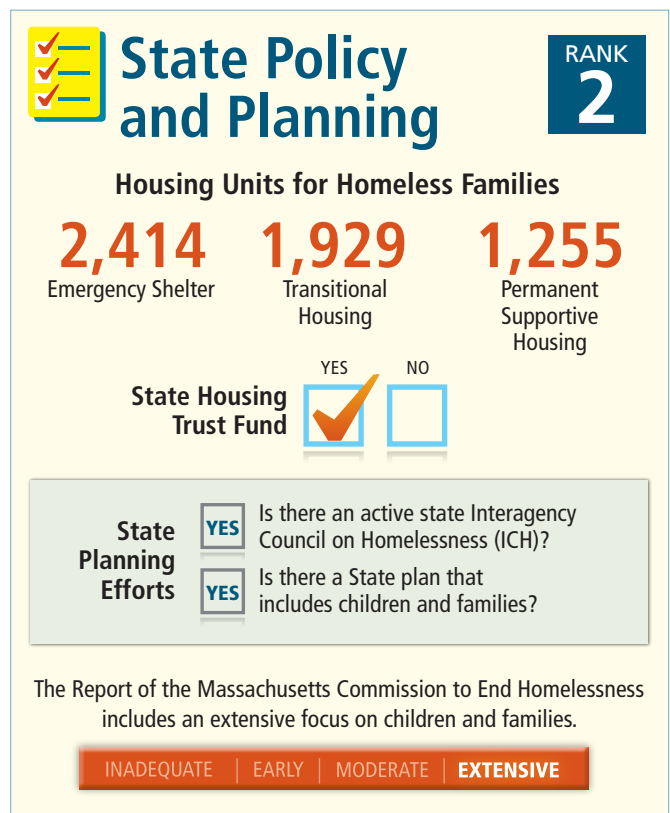 State Policy
and Planning
RANK
2
Housing Units for Homeless Families
2,414
Emergency Shelter
1,929
Transitional
Housing
1,255
Permanent
Supportive
Housing
State Housing
Trust Fund
YES
NO
State
Planning
Efforts
YES
Is there an active state Interagency
Council on Homelessness (ICH)?
YES
Is there a State plan that
includes children and families?
The Report of the Massachusetts Commission to End Homelessness
includes an extensive focus on children and families.
INADEQUATE | EARLY | MODERATE | EXTENSIVE